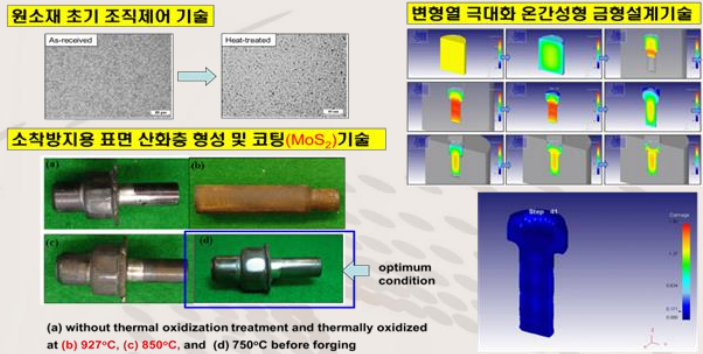 원소재 초기 조직제어 기술
As-received
Heat-treated
소착방지용 표면 산화층 형성 및 코팅(MoS₂)기술
(a)
(b)
(c)
(d)
optimum
condition
(a) without thermal oxidization treatment and thermally oxidized
at (b) 927°C, (c) 850°C, and (d) 750°C before forging
변형열 극대화 온간성형 금형설계기술
Step 41
Damage